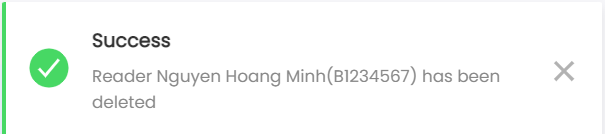 Success
Reader Nguyen Hoang Minh(B1234567) has been
deleted